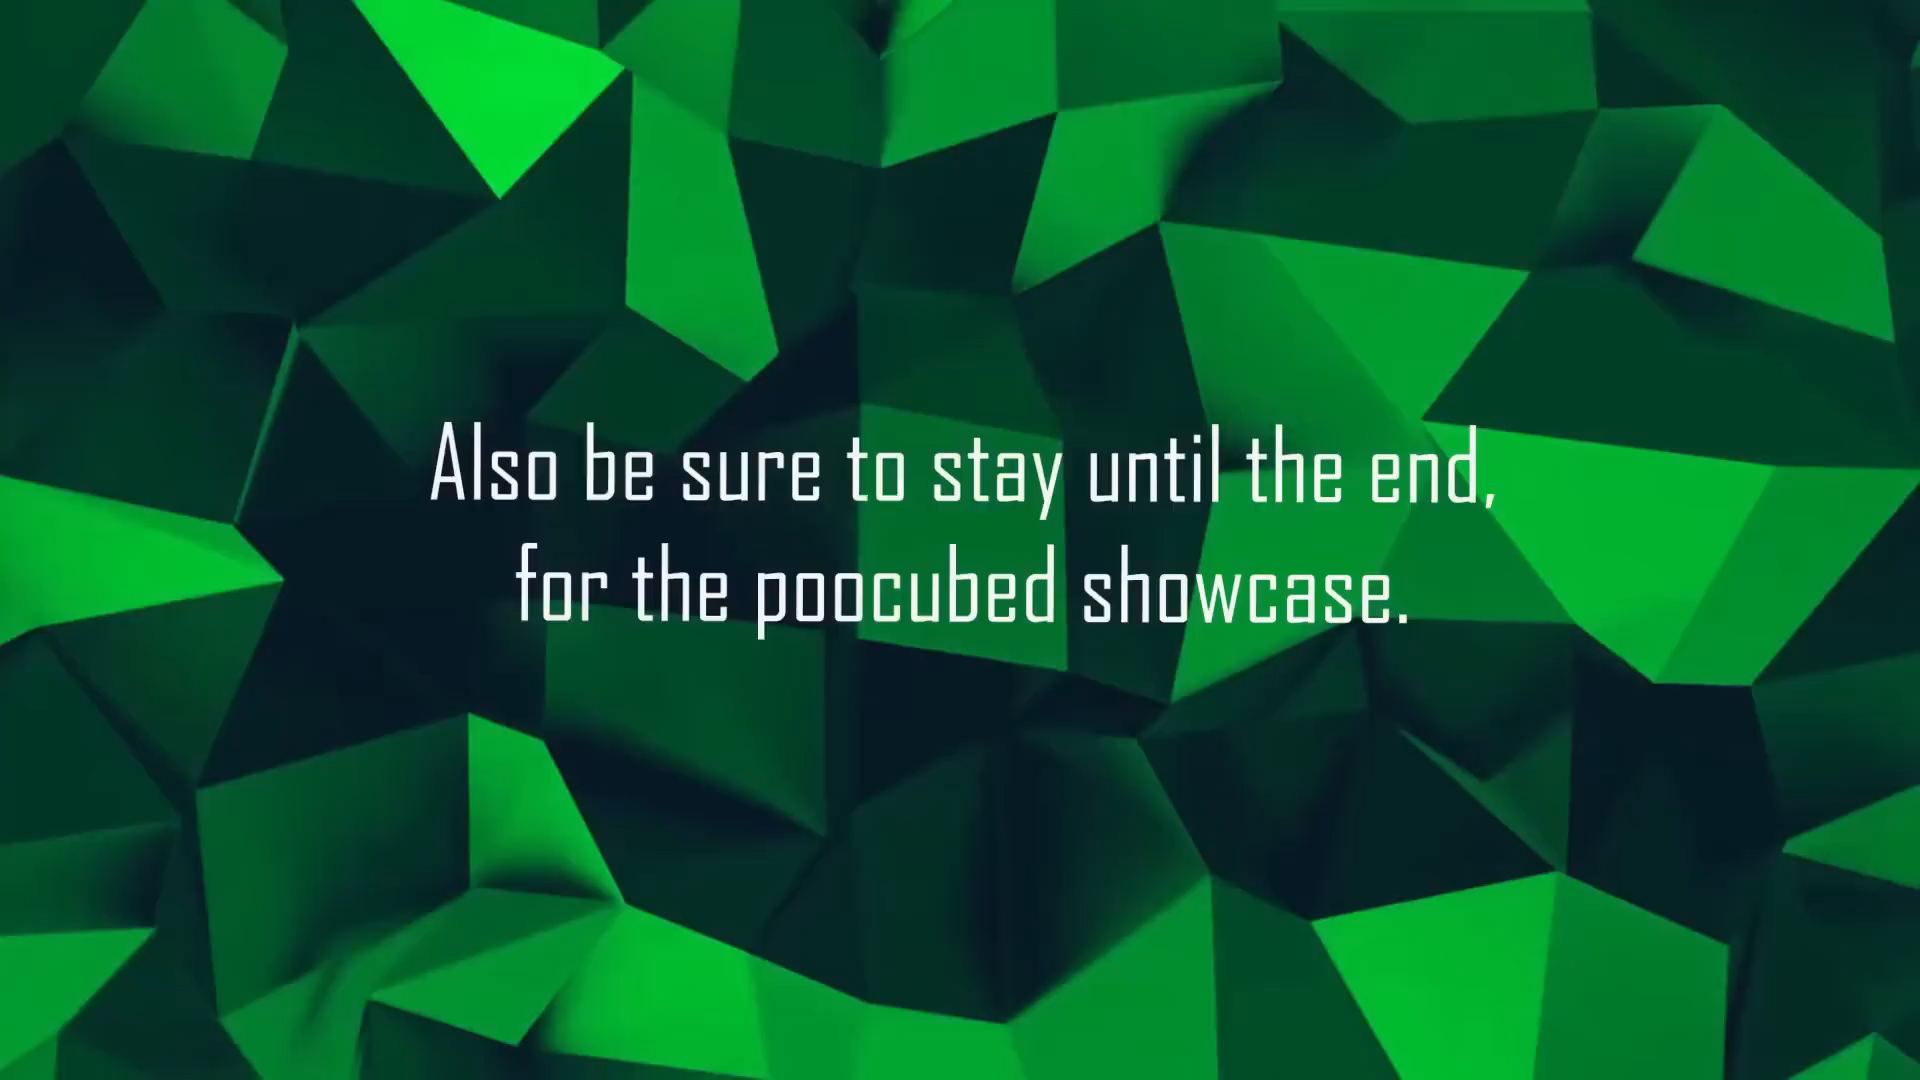 Also be sure to stay until the end,
for the poocubed showcase.